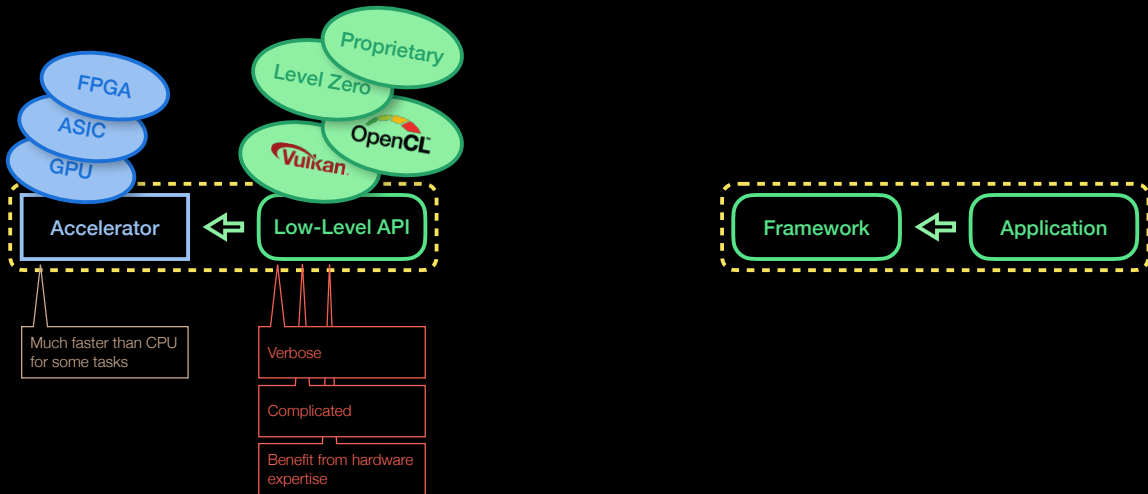 Proprietary
Level Zero
OpenCL
Vulkan
FPGA
ASIC
GPU
Accelerator
Low-Level API
Framework
Application
Much faster than CPU
for some tasks
Verbose
Complicated
Benefit from hardware
expertise